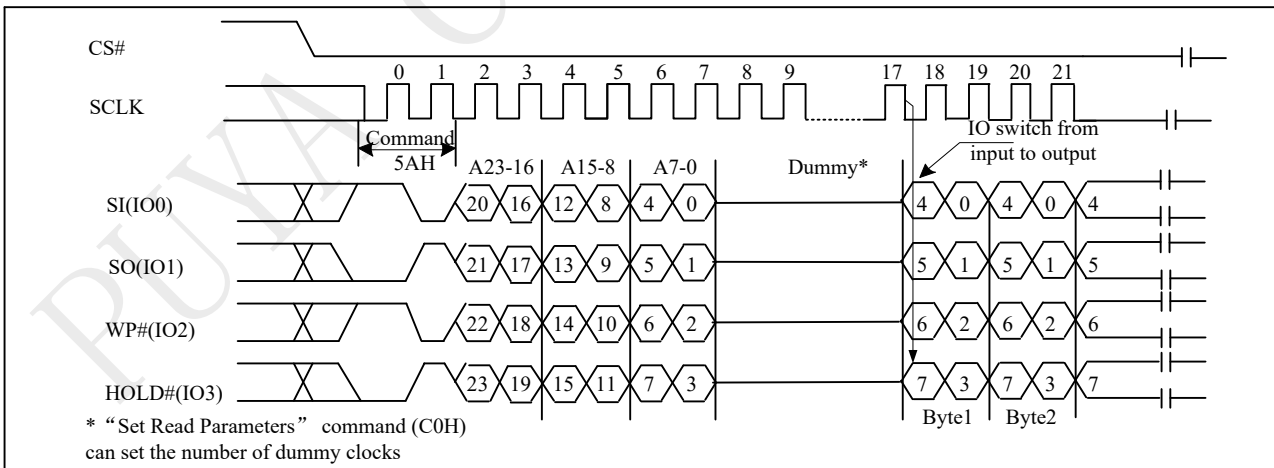 PUYA
CS#
0 1 2 3 4 5 6 7 8 9 17 18 19 20 21
SCLK
Command
5AH
IO switch from
input to output
A23-16 A15-8 A7-0 Dummy*
SI(IO0) 20 16 12 8 4 0 4 0 4 0 4
SO(IO1) 21 17 13 9 5 1 5 1 5 1 5
WP#(IO2) 22 18 14 10 6 2 6 2 6 2 6
HOLD#(IO3) 23 19 15 11 7 3 7 3 7 3 7
Byte1 Byte2
* “Set Read Parameters” command (C0H)
can set the number of dummy clocks